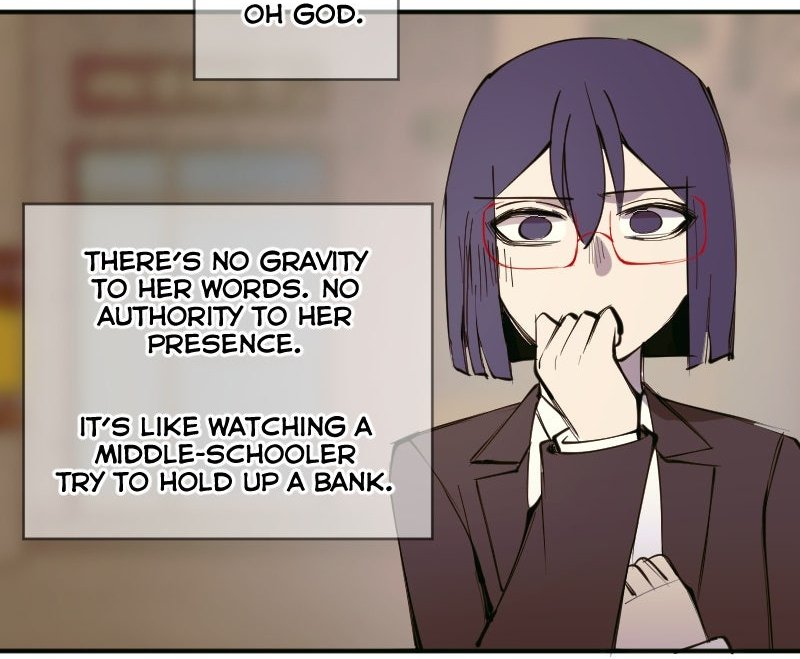 OH GOD.
THERE'S NO GRAVITY
TO HER WORDS. NO
AUTHORITY TO HER
PRESENCE.
IT'S LIKE WATCHING A
MIDDLE-SCHOOLER
TRY TO HOLD UP A BANK.